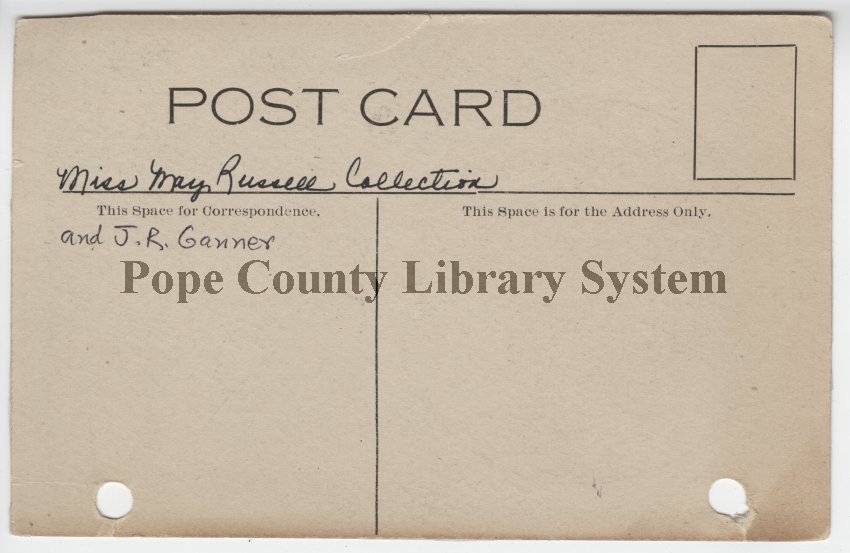 POST CARD
Miss May Russell Collection
This Space for Correspondence.
This Space is for the Address Only.
and J.R. Ganner
Pope County Library System